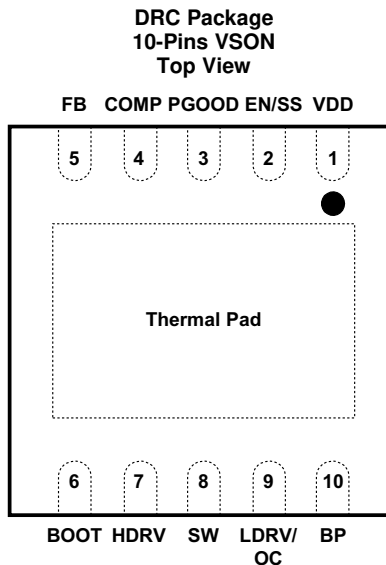 DRC Package
10-Pins VSON
Top View
FB COMP PGOOD EN/SS VDD
5 4 3 2 1
Thermal Pad
6 7 8 9 10
BOOT HDRV SW LDRV/ BP
OC